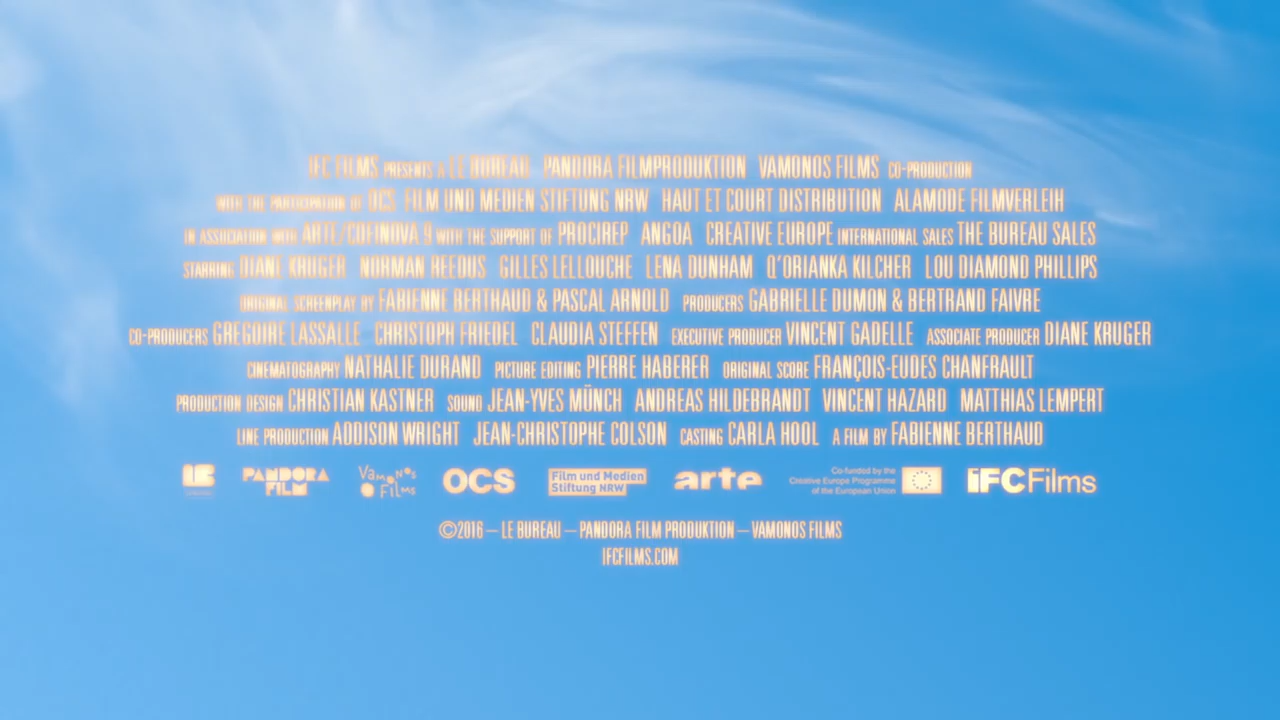 IFC FILMS PRESENTS A LE BUREAU PANDORA FILMPRODUKTION VAMONOS FILMS CO-PRODUCTION
WITH THE PARTICIPATION OF OCS FILM UND MEDIEN STIFTUNG NRW HAUT ET COURT DISTRIBUTION ALAMODE FILMVERLEIH
IN ASSOCIATION WITH ARTE/COFINOVA 9 WITH THE SUPPORT OF PROCIREP ANGOA CREATIVE EUROPE INTERNATIONAL SALES THE BUREAU SALES
STARRING DIANE KRUGER NORMAN REEDUS GILLES LELLOUCHE LENA DUNHAM Q'ORIANKA KILCHER LOU DIAMOND PHILLIPS
ORIGINAL SCREENPLAY BY FABIENNE BERTHAUD & PASCAL ARNOLD PRODUCERS GABRIELLE DUMON & BERTRAND FAIVRE
CO-PRODUCERS GREGOIRE LASSALLE CHRISTOPH FRIEDEL CLAUDIA STEFFEN EXECUTIVE PRODUCER VINCENT GADELLE ASSOCIATE PRODUCER DIANE KRUGER
CINEMATOGRAPHY NATHALIE DURAND PICTURE EDITING PIERRE HABERER ORIGINAL SCORE FRANÇOIS-EUDES CHANFRAULT
PRODUCTION DESIGN CHRISTIAN KASTNER SOUND JEAN-YVES MÜNCH ANDREAS HILDEBRANDT VINCENT HAZARD MATTHIAS LEMPERT
LINE PRODUCTION ADDISON WRIGHT JEAN-CHRISTOPHE COLSON CASTING CARLA HOOL A FILM BY FABIENNE BERTHAUD
PANDORA FILM
VaMoNos Films
OCS
Film und Medien
Stiftung NRW
arte
Co-funded by the
Creative Europe Programme
of the European Union
IFC Films
©2016 – LE BUREAU – PANDORA FILM PRODUKTION – VAMONOS FILMS
IFCFILMS.COM